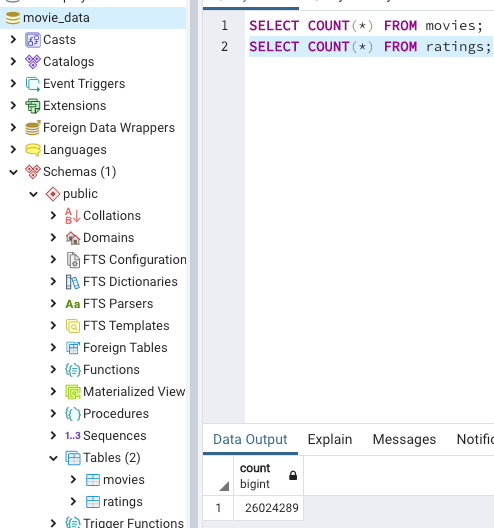 movie_data
Casts
Catalogs
Event Triggers
Extensions
Foreign Data Wrappers
Languages
Schemas (1)
public
Collations
Domains
FTS Configuration
FTS Dictionaries
Aa FTS Parsers
FTS Templates
Foreign Tables
Functions
Materialized View
Procedures
1..3 Sequences
Tables (2)
movies
ratings
Trigger Functions
1 SELECT COUNT(*) FROM movies;
2 SELECT COUNT(*) FROM ratings;
Data Output Explain Messages Notific
count
bigint
1 26024289